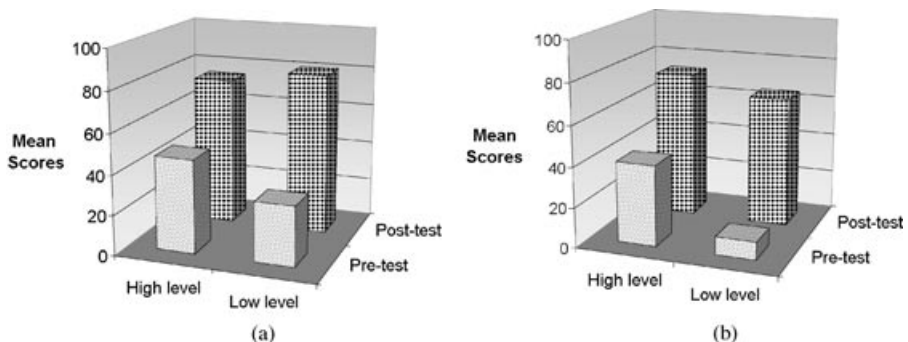 100
80
60
40
20
0
Mean
Scores
High level
Low level
Post-test
Pre-test
(a)
100
80
60
40
20
0
Mean
Scores
High level
Low level
Post-test
Pre-test
(b)